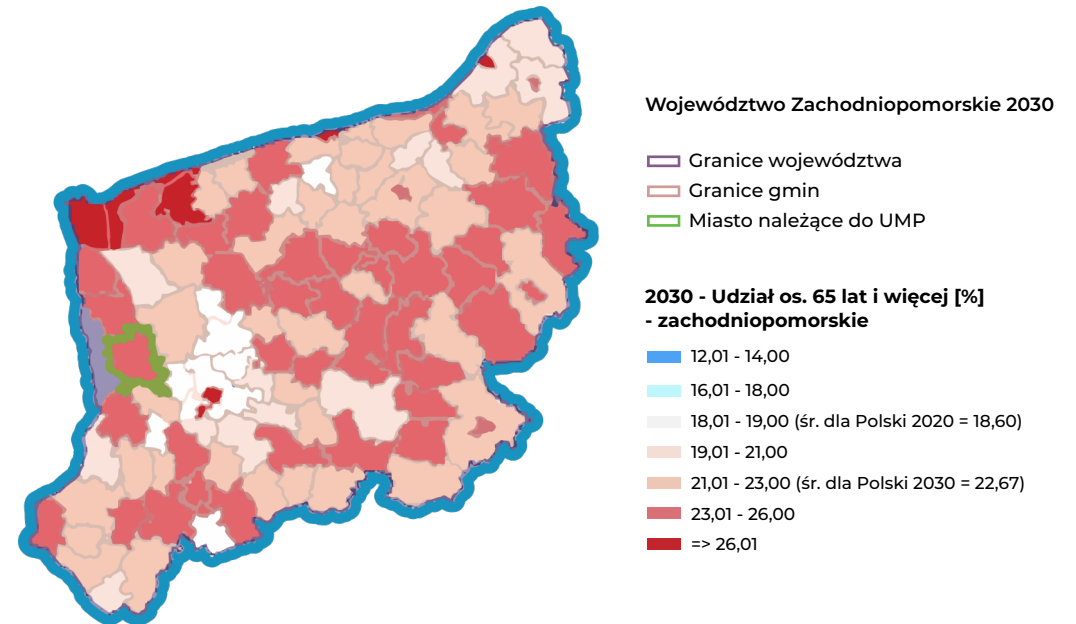 Województwo Zachodniopomorskie 2030
Granice województwa
Granice gmin
Miasto należące do UMP
2030 - Udział os. 65 lat i więcej [%]
- zachodniopomorskie
12,01 - 14,00
16,01 - 18,00
18,01 - 19,00 (śr. dla Polski 2020 = 18,60)
19,01 - 21,00
21,01 - 23,00 (śr. dla Polski 2030 = 22,67)
23,01 - 26,00
=> 26,01